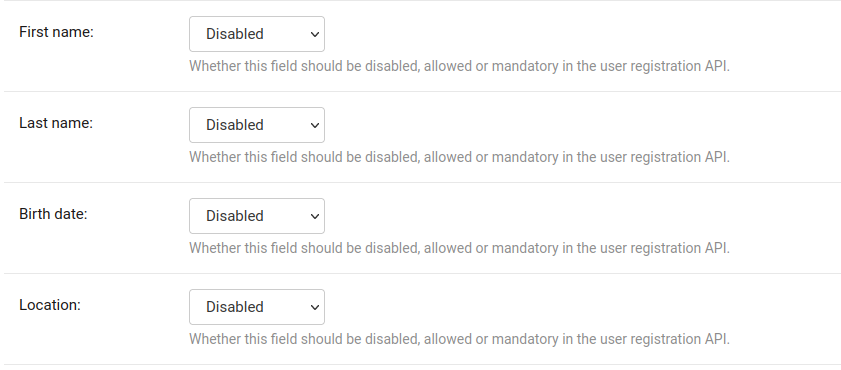 First name:
Disabled
Whether this field should be disabled, allowed or mandatory in the user registration API.
Last name:
Disabled
Whether this field should be disabled, allowed or mandatory in the user registration API.
Birth date:
Disabled
Whether this field should be disabled, allowed or mandatory in the user registration API.
Location:
Disabled
Whether this field should be disabled, allowed or mandatory in the user registration API.